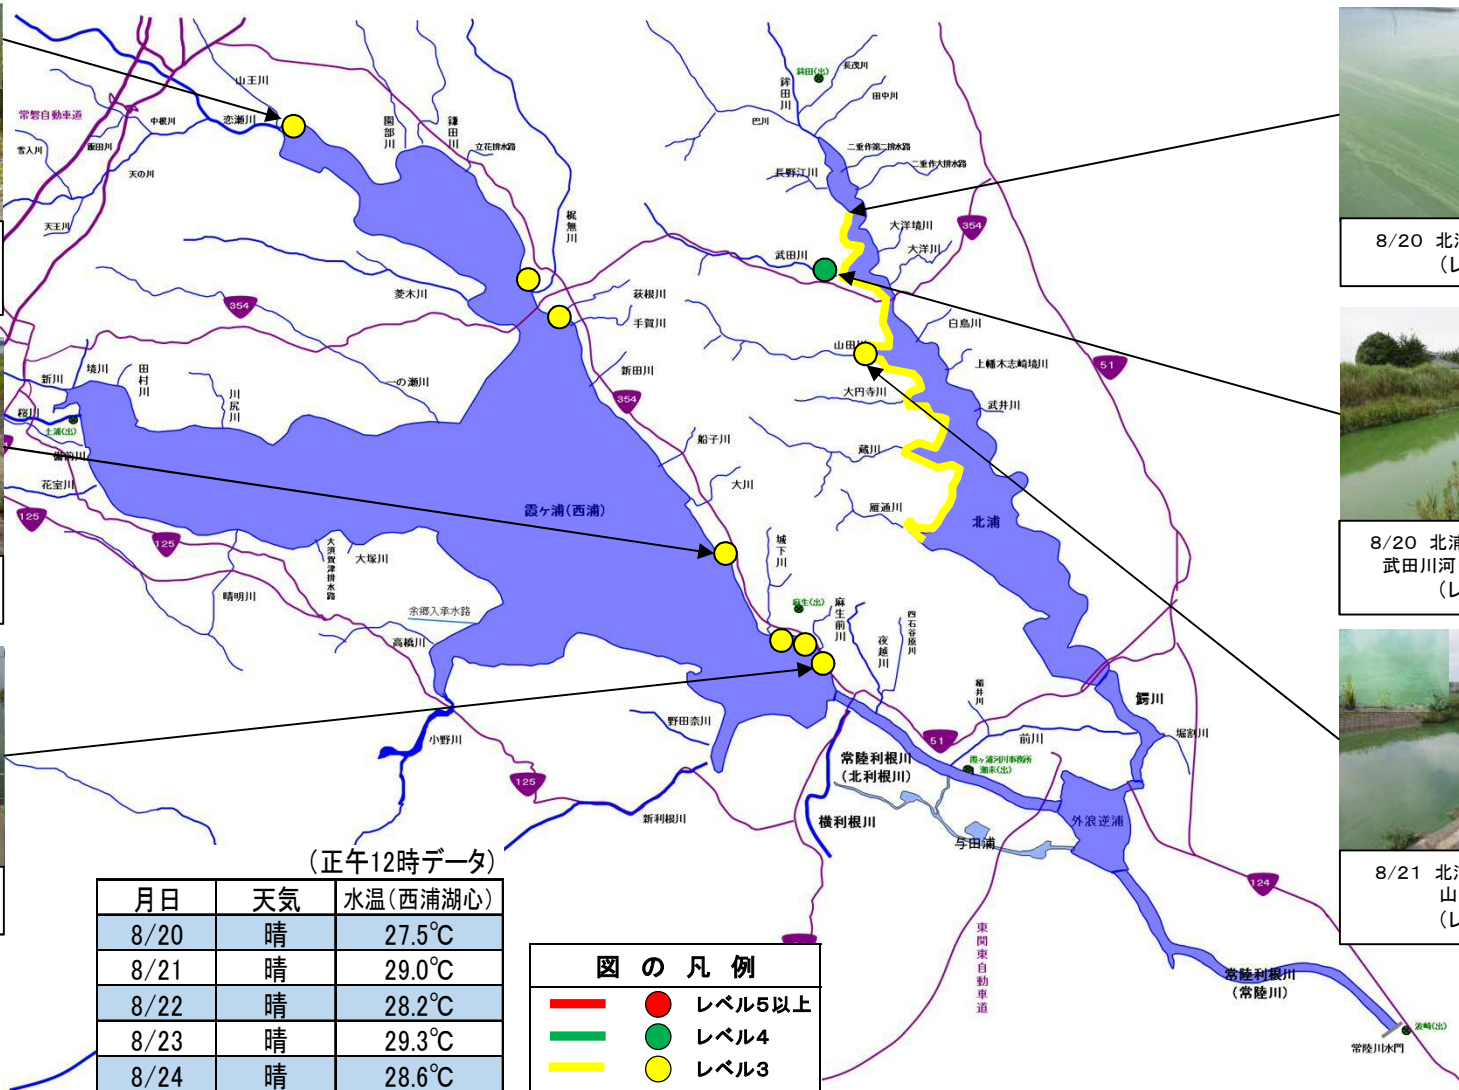 山王川
恋瀬川
常磐自動車道
中根川
雪入川
飯田川
天の川
天王川
園部川
鎌田川
立花排水路
梶無川
菱木川
萩根川
手賀川
354
新田川
354
一の瀬川
川尻川
田村川
境川
新川
桜川
土浦(出)
備前川
花室川
125
125
霞ヶ浦(西浦)
船子川
大川
大須賀津排水路
大塚川
清明川
余郷入承水路
高橋川
小野川
125
野田奈川
新利根川
城下川
麻生(出)
麻生前川
夜越川
四石谷原川
稲井川
前川
51
霞ヶ浦河川事務所
潮来(出)
常陸利根川
(北利根川)
横利根川
与田浦
外浪逆浦
鰐川
堀割川
鉾田川
鉾田(出)
長茂川
田中川
巴川
二重作第二排水路
二重作大排水路
長野江川
大洋境川
大洋川
354
武田川
白鳥川
山田川
上幡木志崎境川
51
大円寺川
武井川
蔵川
雁通川
北浦
124
東関東自動車道
常陸利根川
(常陸川)
波崎(出)
常陸川水門
8/20 北
(レ
8/20 北浦
武田川河
(レ
8/21 北
山
(レ
(正午12時データ)
月日 天気 水温(西浦湖心)
8/20 晴 27.5℃
8/21 晴 29.0℃
8/22 晴 28.2℃
8/23 晴 29.3℃
8/24 晴 28.6℃
図の凡例
レベル5以上
レベル4
レベル3